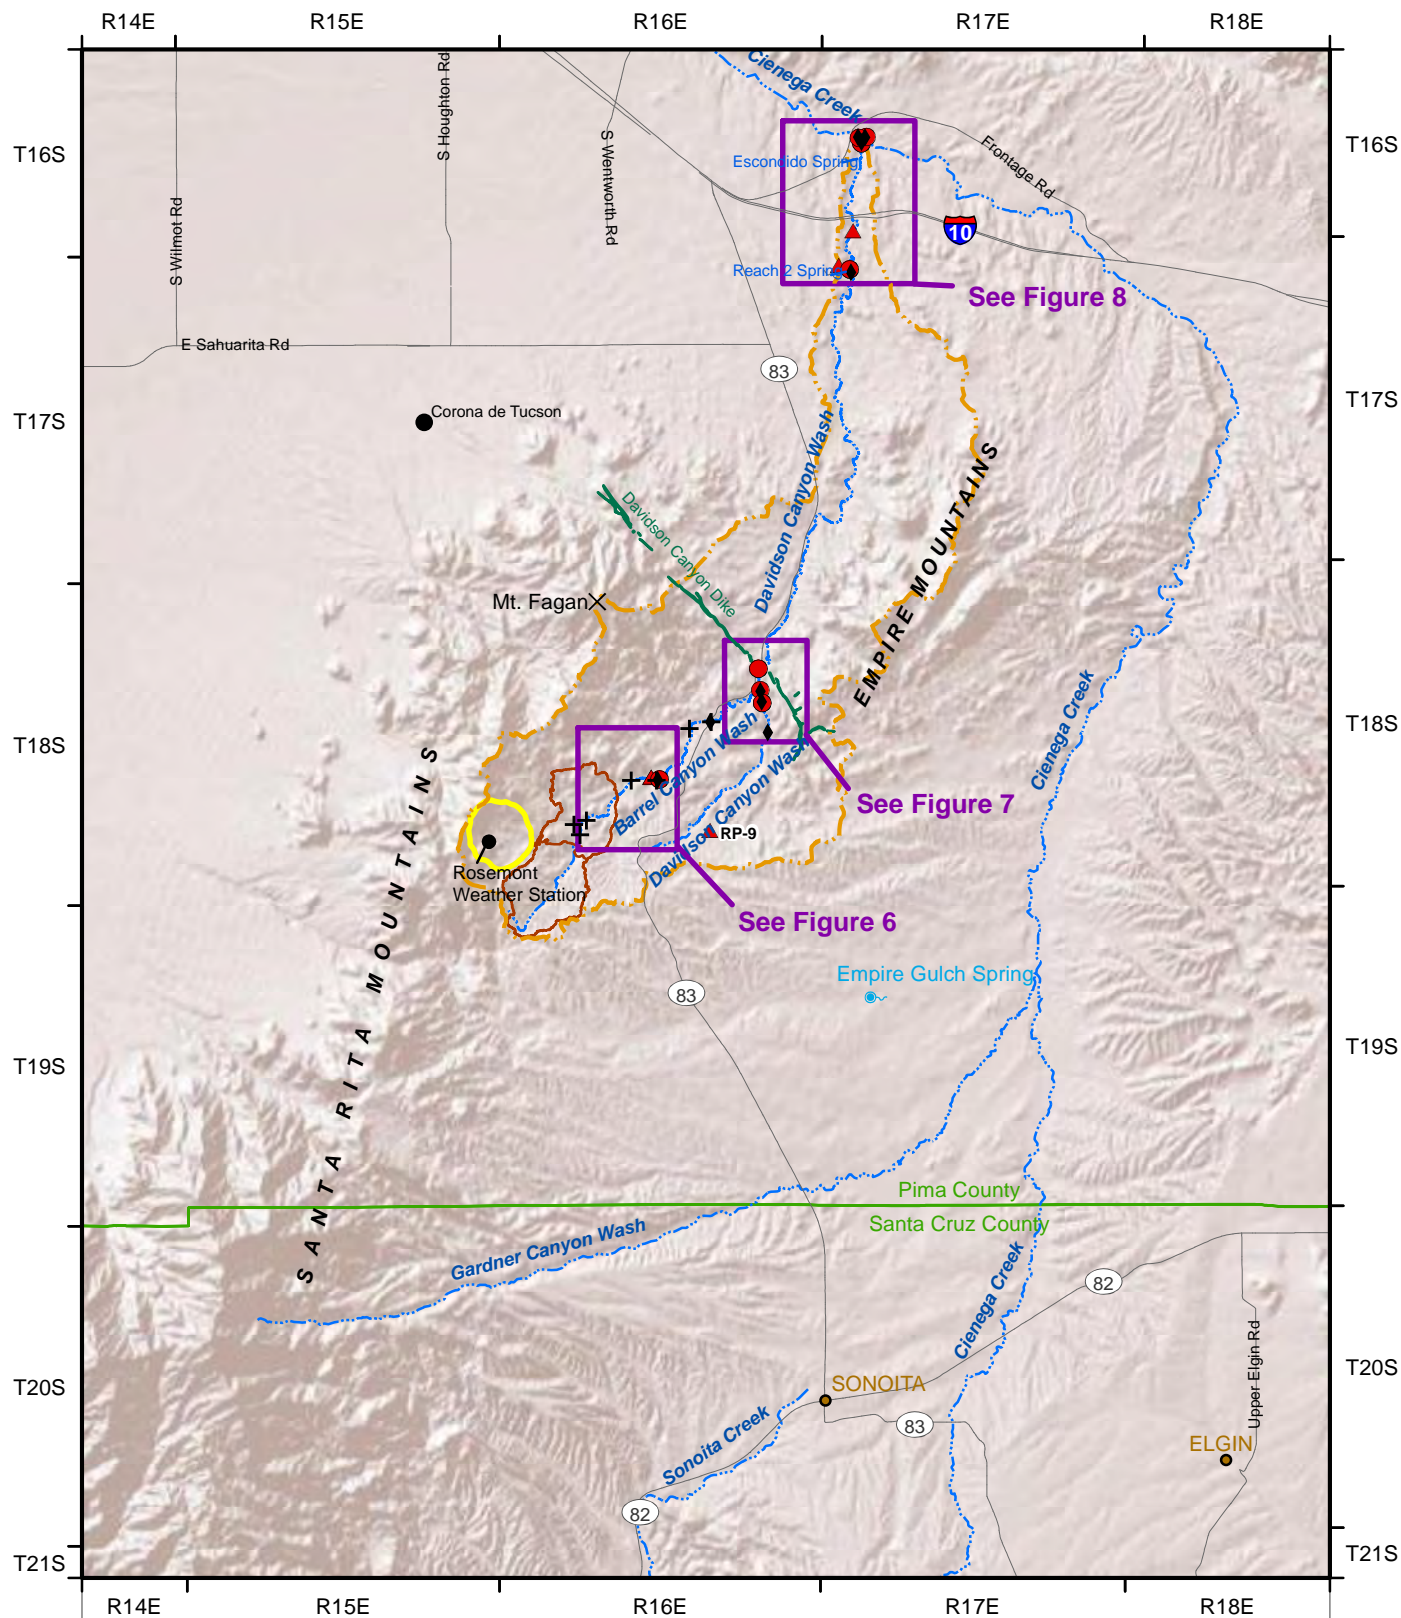 R14E
R15E
R16E
R17E
R18E
S Houghton Rd
Cienega Creek
T16S
T16S
S Wentworth Rd
Frontage Rd
Escondido Spring
S Wilmot Rd
10
Reach 2 Spring
See Figure 8
E Sahuarita Rd
83
T17S
T17S
Corona de Tucson
Davidson Canyon Wash
EMPIRE MOUNTAINS
Davidson Canyon Dike
Mt. Fagan
T18S
T18S
Cienega Creek
Barrel Canyon Wash
Davidson Canyon Wash
See Figure 7
RP-9
Rosemont
Weather Station
See Figure 6
SANTA RITA MOUNTAINS
Empire Gulch Spring
83
T19S
T19S
Pima County
Santa Cruz County
Gardner Canyon Wash
Cienega Creek
82
Upper Elgin Rd
T20S
T20S
SONOITA
83
Sonoita Creek
ELGIN
82
T21S
T21S
R14E
R15E
R16E
R17E
R18E